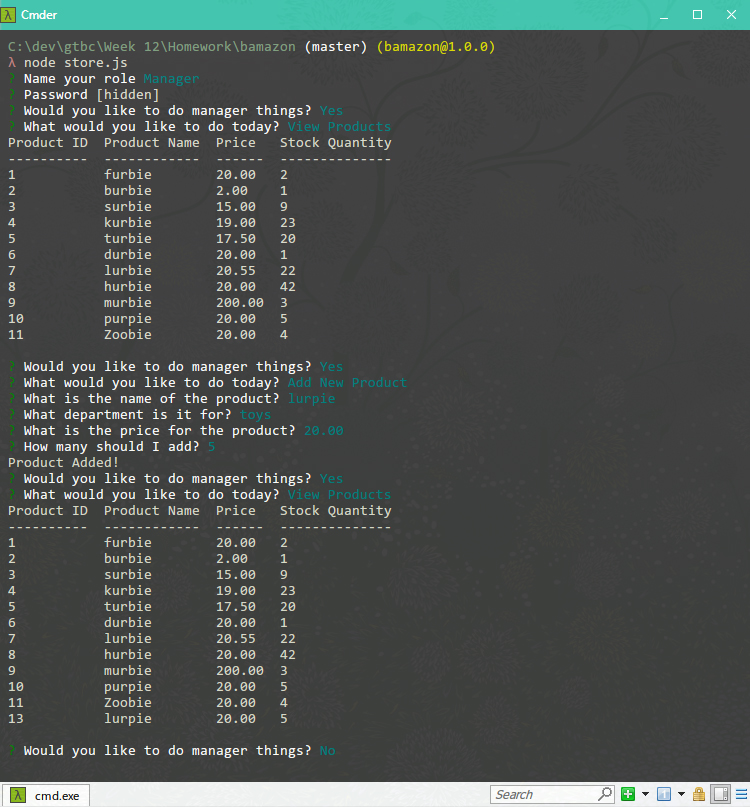 λ Cmder
C:\dev\gtbc\Week 12\Homework\bamazon (master) (bamazon@1.0.0)
λ node store.js
? Name your role Manager
? Password [hidden]
? Would you like to do manager things? Yes
? What would you like to do today? View Products
Product ID  Product Name  Price   Stock Quantity
----------  ------------  ------  --------------
1           furbie        20.00   2
2           burbie        2.00    1
3           surbie        15.00   9
4           kurbie        19.00   23
5           turbie        17.50   20
6           durbie        20.00   1
7           lurbie        20.55   22
8           hurbie        20.00   42
9           murbie        200.00  3
10          purpie        20.00   5
11          Zoobie        20.00   4
? Would you like to do manager things? Yes
? What would you like to do today? Add New Product
? What is the name of the product? lurpie
? What department is it for? toys
? What is the price for the product? 20.00
? How many should I add? 5
Product Added!
? Would you like to do manager things? Yes
? What would you like to do today? View Products
Product ID  Product Name  Price   Stock Quantity
----------  ------------  ------  --------------
1           furbie        20.00   2
2           burbie        2.00    1
3           surbie        15.00   9
4           kurbie        19.00   23
5           turbie        17.50   20
6           durbie        20.00   1
7           lurbie        20.55   22
8           hurbie        20.00   42
9           murbie        200.00  3
10          purpie        20.00   5
11          Zoobie        20.00   4
13          lurpie        20.00   5
? Would you like to do manager things? No
λ cmd.exe Search